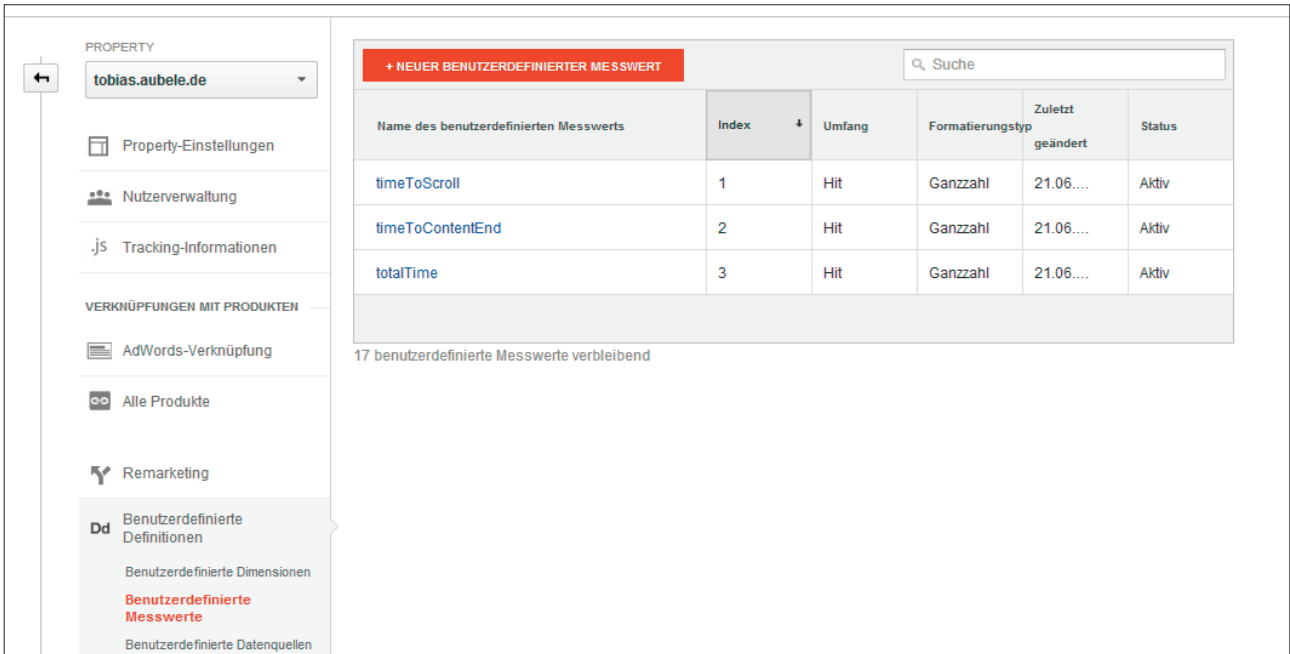 PROPERTY
tobias.aubele.de
Property-Einstellungen
Nutzerverwaltung
.js Tracking-Informationen
VERKNÜPFUNGEN MIT PRODUKTEN
AdWords-Verknüpfung
Alle Produkte
Remarketing
Dd Benutzerdefinierte
Definitionen
Benutzerdefinierte Dimensionen
Benutzerdefinierte
Messwerte
Benutzerdefinierte Datenquellen
+ NEUER BENUTZERDEFINIERTER MESSWERT
Suche
Name des benutzerdefinierten Messwerts Index Umfang Formatierungstyp Zuletzt geändert Status
timeToScroll 1 Hit Ganzzahl 21.06.... Aktiv
timeToContentEnd 2 Hit Ganzzahl 21.06.... Aktiv
totalTime 3 Hit Ganzzahl 21.06.... Aktiv
17 benutzerdefinierte Messwerte verbleibend